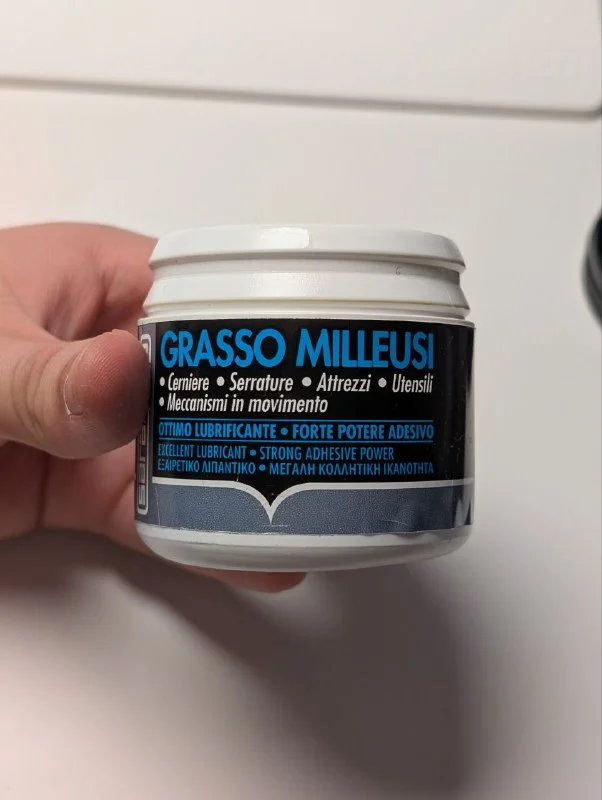 GRASSO MILLEUSI
• Cerniere • Serrature • Attrezzi • Utensili
• Meccanismi in movimento
OTTIMO LUBRIFICANTE • FORTE POTERE ADESIVO
EXCELLENT LUBRICANT • STRONG ADHESIVE POWER
ΕΞΑΙΡΕΤΙΚΟ ΛΙΠΑΝΤΙΚΟ • ΜΕΓΑΛΗ ΚΟΛΛΗΤΙΚΗ ΙΚΑΝΟΤΗΤΑ